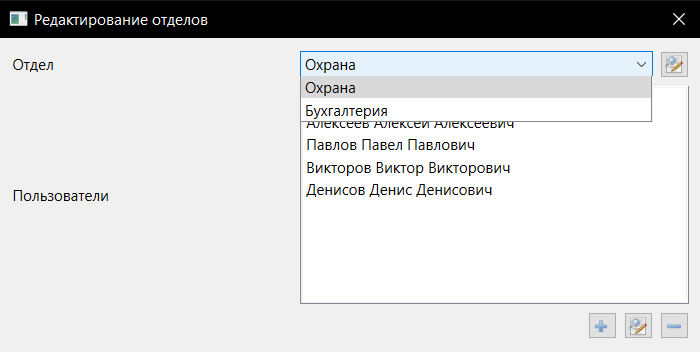 Редактирование отделов
Отдел
Охрана
Охрана
Бухгалтерия
Алексеев Алексей Алексеевич
Павлов Павел Павлович
Викторов Виктор Викторович
Денисов Денис Денисович
Пользователи